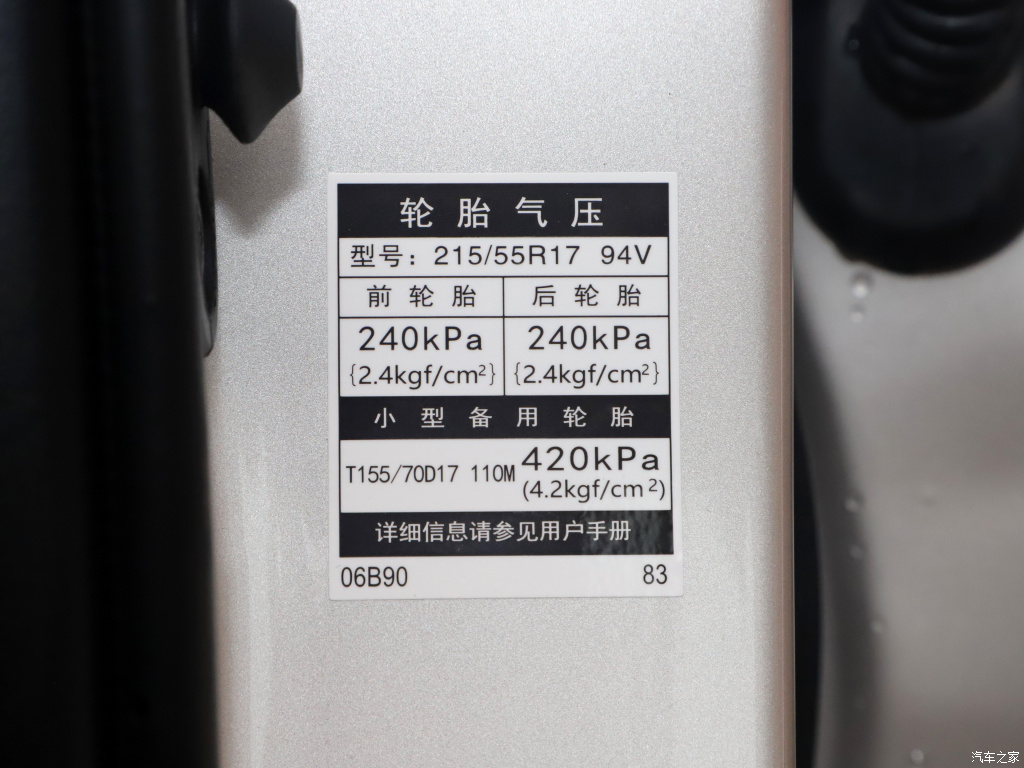 轮胎气压
型号：215/55R17 94V
前轮胎 后轮胎
240kPa 240kPa
{2.4kgf/cm²} {2.4kgf/cm²}
小型备用轮胎
T155/70D17 110M 420kPa
(4.2kgf/cm²)
详细信息请参见用户手册
06B90 83
汽车之家